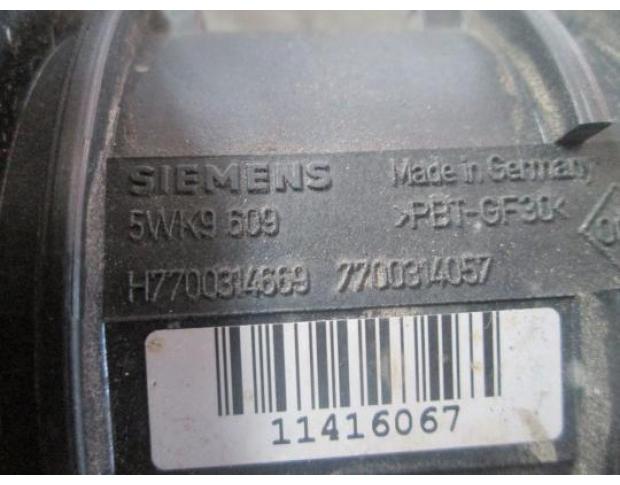 SIEMENS Made in Germany
5WK9 609 >PBT-GF30<
H7700314669 7700314057
11416067